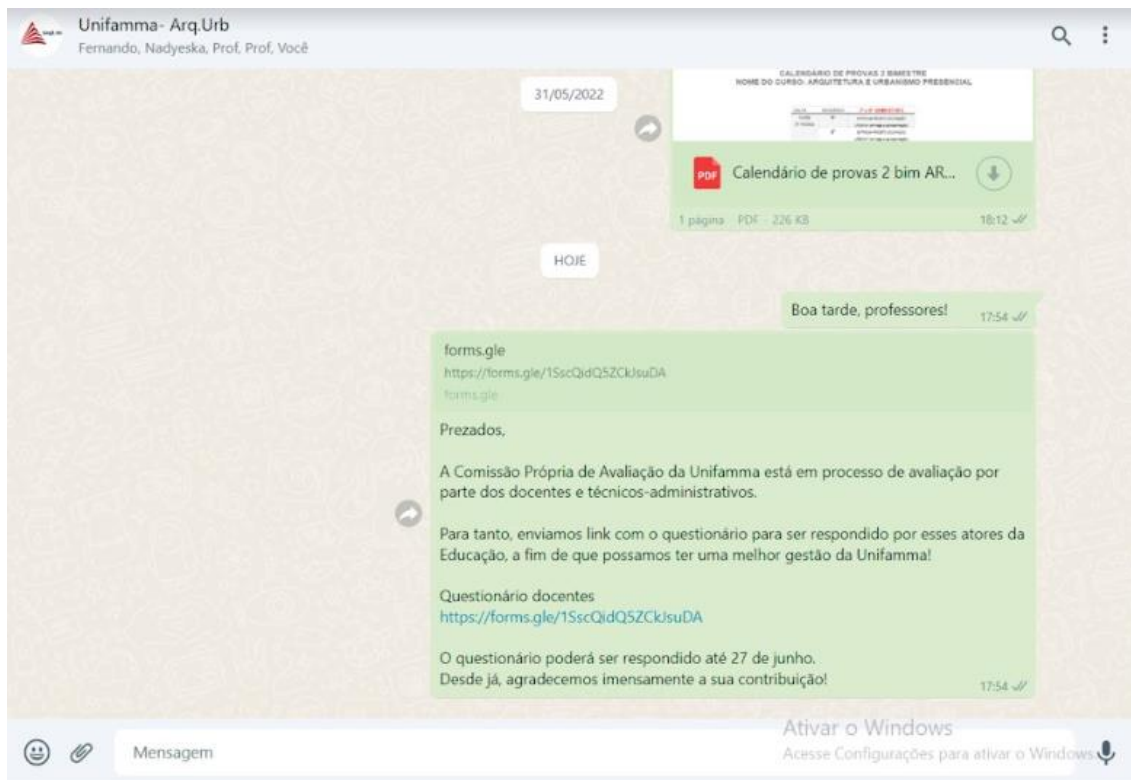 Unifamma- Arq.Urb
Fernando, Nadyeska, Prof, Prof, Você
31/05/2022
CALENDÁRIO DE PROVAS 2 BIMESTRE
NOME DO CURSO: ARQUITETURA E URBANISMO PRESENCIAL
PDF
Calendário de provas 2 bim AR...
1 página PDF · 226 KB
18:12
HOJE
Boa tarde, professores!
17:54
forms.gle
https://forms.gle/1SscQidQ5ZCkJsuDA
forms.gle
Prezados,
A Comissão Própria de Avaliação da Unifamma está em processo de avaliação por
parte dos docentes e técnicos-administrativos.
Para tanto, enviamos link com o questionário para ser respondido por esses atores da
Educação, a fim de que possamos ter uma melhor gestão da Unifamma!
Questionário docentes
https://forms.gle/1SscQidQ5ZCkJsuDA
O questionário poderá ser respondido até 27 de junho.
Desde já, agradecemos imensamente a sua contribuição!
17:54
Ativar o Windows
Acesse Configurações para ativar o Windows.
Mensagem